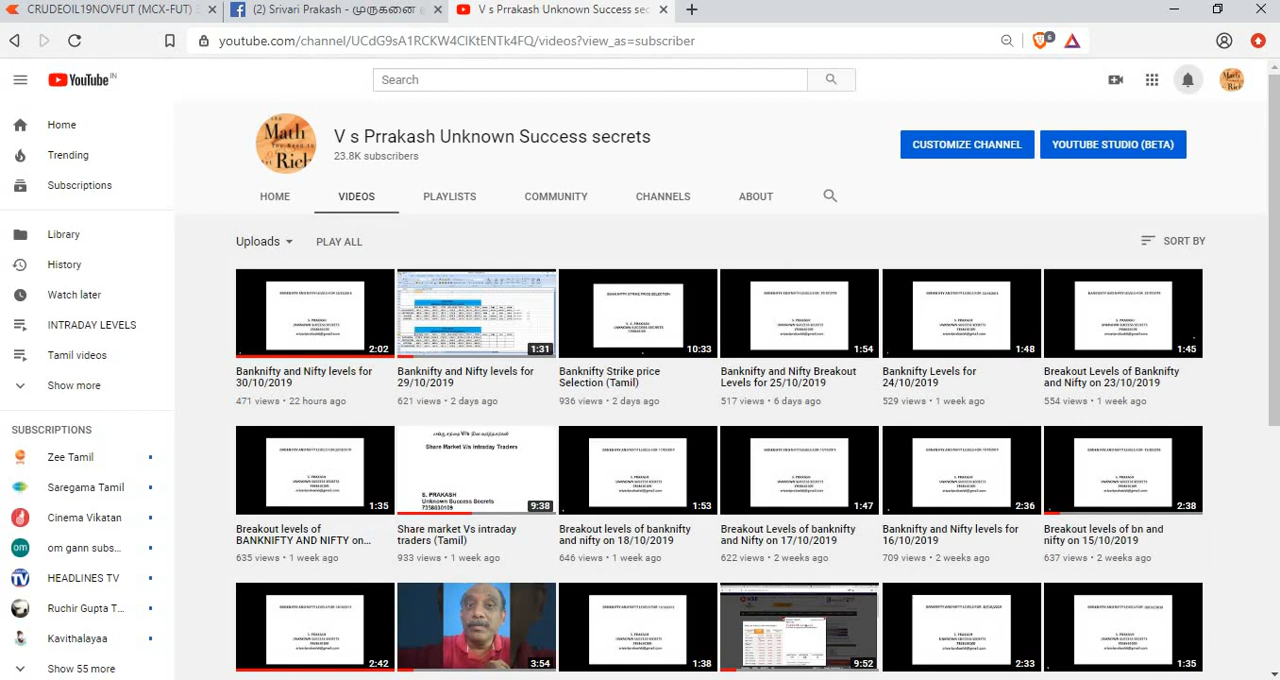 CRUDEOIL19NOVFUT (MCX-FUT)
(2) Srivari Prakash - முருகனை
V s Prrakash Unknown Success sec
youtube.com/channel/UCdG9sA1RCKW4ClKtENTk4FQ/videos?view_as=subscriber
6
YouTube IN
Search
Home
Trending
Subscriptions
Library
History
Watch later
INTRADAY LEVELS
Tamil videos
Show more
SUBSCRIPTIONS
Zee Tamil
Saregama Tamil
Cinema Vikatan
om gann subs...
HEADLINES TV
Ruchir Gupta T...
the
Math
You Need to
Rich
V s Prrakash Unknown Success secrets
23.8K subscribers
CUSTOMIZE CHANNEL
YOUTUBE STUDIO (BETA)
HOME
VIDEOS
PLAYLISTS
COMMUNITY
CHANNELS
ABOUT
Uploads
PLAY ALL
SORT BY
2:02
1:31
BANKNIFTY STRIKE PRICE SELECTION
10:33
1:54
1:48
1:45
Banknifty and Nifty levels for
30/10/2019
471 views • 22 hours ago
Banknifty and Nifty levels for
29/10/2019
621 views • 2 days ago
Banknifty Strike price
Selection (Tamil)
936 views • 2 days ago
Banknifty and Nifty Breakout
Levels for 25/10/2019
517 views • 6 days ago
Banknifty Levels for
24/10/2019
529 views • 1 week ago
Breakout Levels of Banknifty
and Nifty on 23/10/2019
554 views • 1 week ago
1:35
Share Market V/s Intraday Traders
S. PRAKASH
Unknown Success Secrets
7358030109
9:38
1:53
1:47
2:36
2:38
Breakout levels of
BANKNIFTY AND NIFTY on...
635 views • 1 week ago
Share market Vs intraday
traders (Tamil)
933 views • 1 week ago
Breakout levels of banknifty
and nifty on 18/10/2019
646 views • 1 week ago
Breakout Levels of banknifty
and Nifty on 17/10/2019
622 views • 2 weeks ago
Banknifty and Nifty levels for
16/10/2019
709 views • 2 weeks ago
Breakout levels of bn and
nifty on 15/10/2019
637 views • 2 weeks ago
2:42
1:38
9:52
2:33
1:35